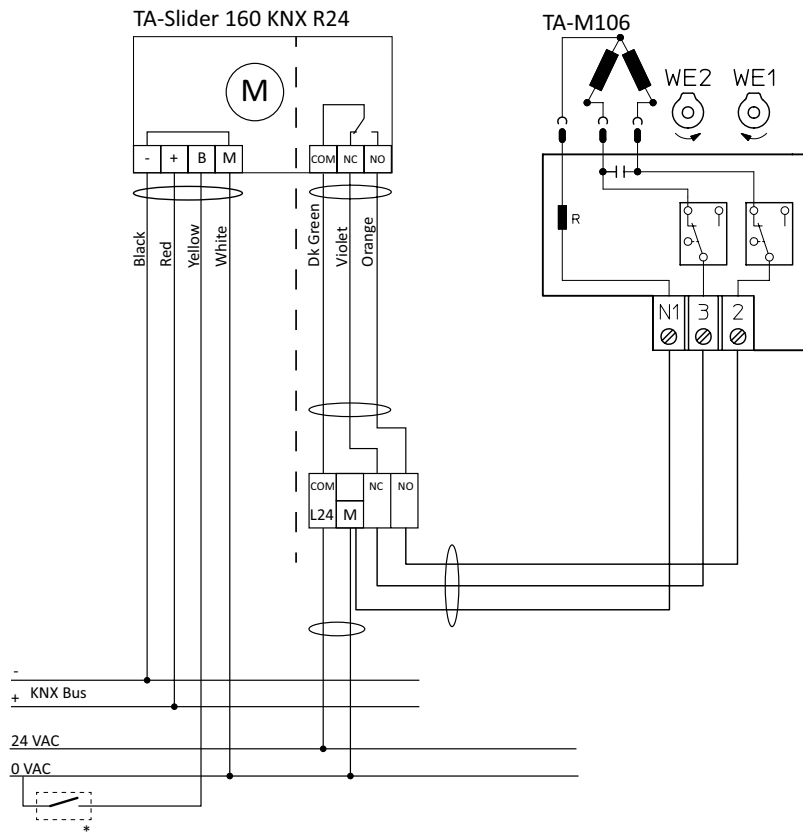 TA-Slider 160 KNX R24
TA-M106
M
WE2 WE1
- + B M
COM NC NO
R
Black
Red
Yellow
White
Dk Green
Violet
Orange
N1 3 2
COM NC NO
L24 M
-
+ KNX Bus
24 VAC
0 VAC
*